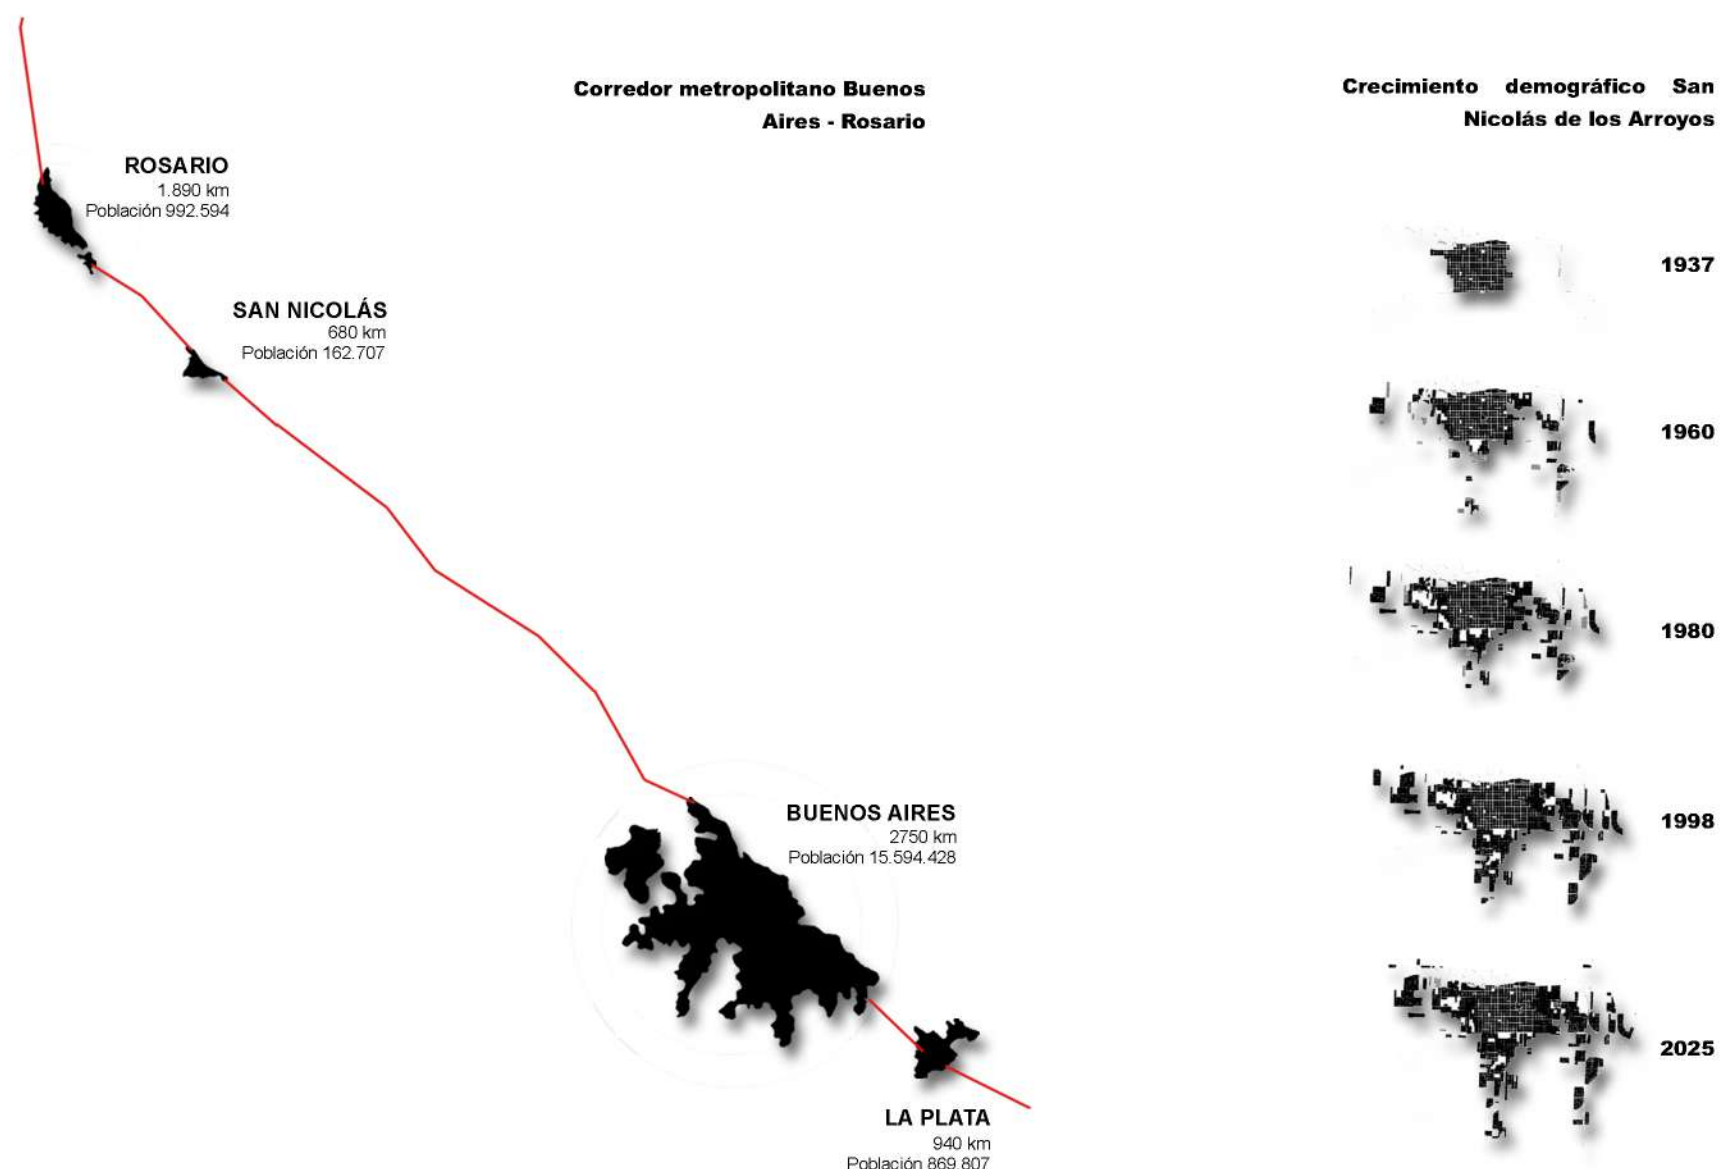 Corredor metropolitano Buenos
Aires - Rosario
ROSARIO
1.890 km
Población 992.594
SAN NICOLÁS
680 km
Población 162.707
BUENOS AIRES
2750 km
Población 15.594.428
LA PLATA
940 km
Población 869.807
Crecimiento demográfico San
Nicolás de los Arroyos
1937
1960
1980
1998
2025